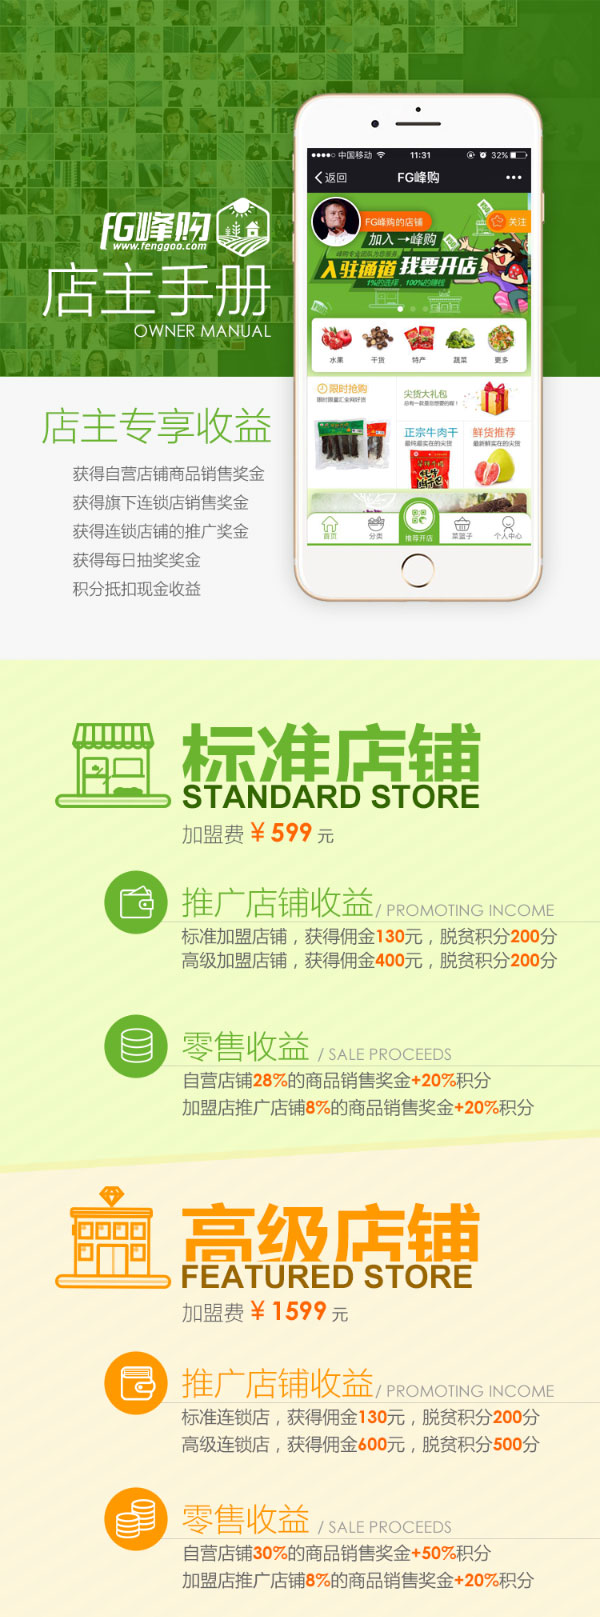 FG峰购
www.fenggoo.com
店主手册
OWNER MANUAL
中国移动 11:31 32%
返回 FG峰购
FG峰购的店铺 关注
加入→峰购
入驻通道 我要开店
1%的选择，100%的赚钱
水果 干货 特产 蔬菜 更多
限时抢购
尖货大礼包
正宗牛肉干 鲜货推荐
首页 分类 推荐开店 菜篮子 个人中心
店主专享收益
获得自营店铺商品销售奖金
获得旗下连锁店销售奖金
获得连锁店铺的推广奖金
获得每日抽奖奖金
积分抵扣现金收益
标准店铺
STANDARD STORE
加盟费 ¥ 599 元
推广店铺收益 / PROMOTING INCOME
标准加盟店铺，获得佣金130元，脱贫积分200分
高级加盟店铺，获得佣金400元，脱贫积分200分
零售收益 / SALE PROCEEDS
自营店铺28%的商品销售奖金+20%积分
加盟店推广店铺8%的商品销售奖金+20%积分
高级店铺
FEATURED STORE
加盟费 ¥ 1599 元
推广店铺收益 / PROMOTING INCOME
标准连锁店，获得佣金130元，脱贫积分200分
高级连锁店，获得佣金600元，脱贫积分500分
零售收益 / SALE PROCEEDS
自营店铺30%的商品销售奖金+50%积分
加盟店推广店铺8%的商品销售奖金+20%积分